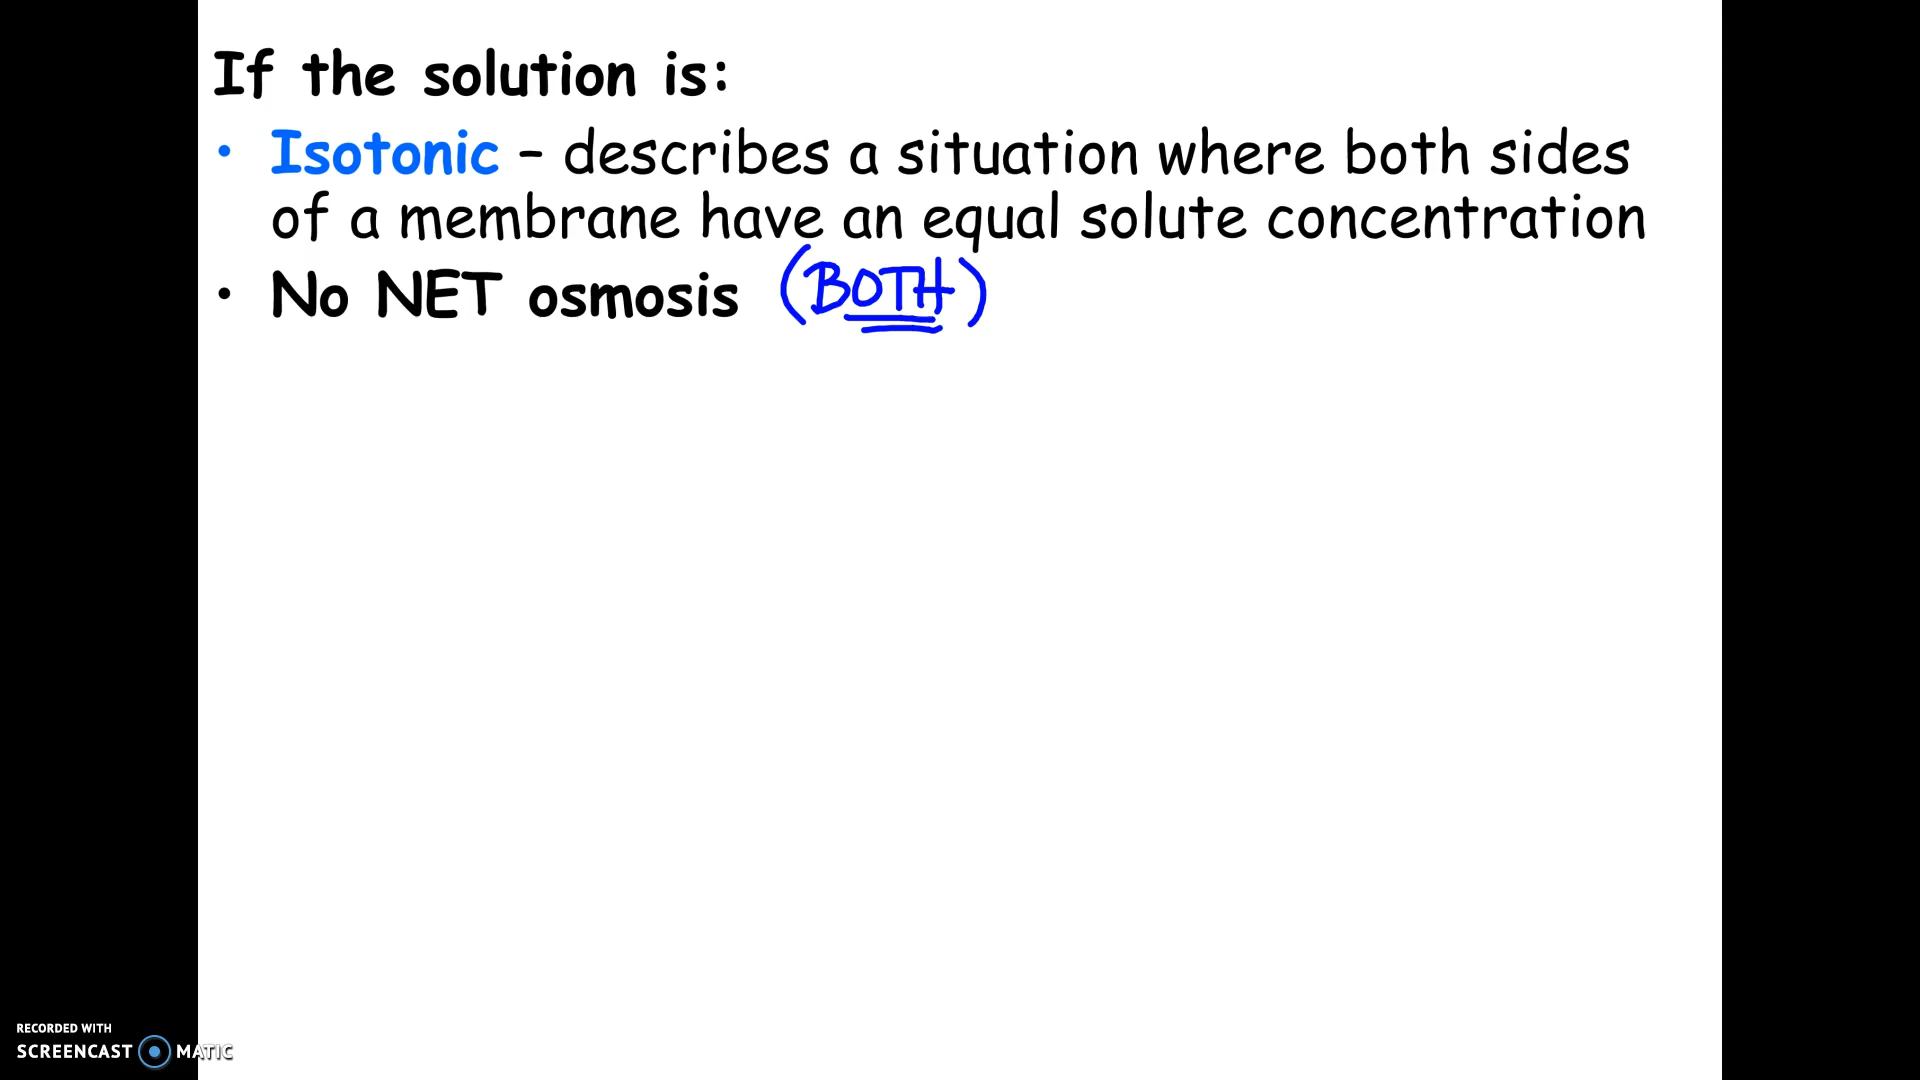 If the solution is:
• Isotonic – describes a situation where both sides
of a membrane have an equal solute concentration
• No NET osmosis (BOTH)
RECORDED WITH
SCREENCAST MATIC